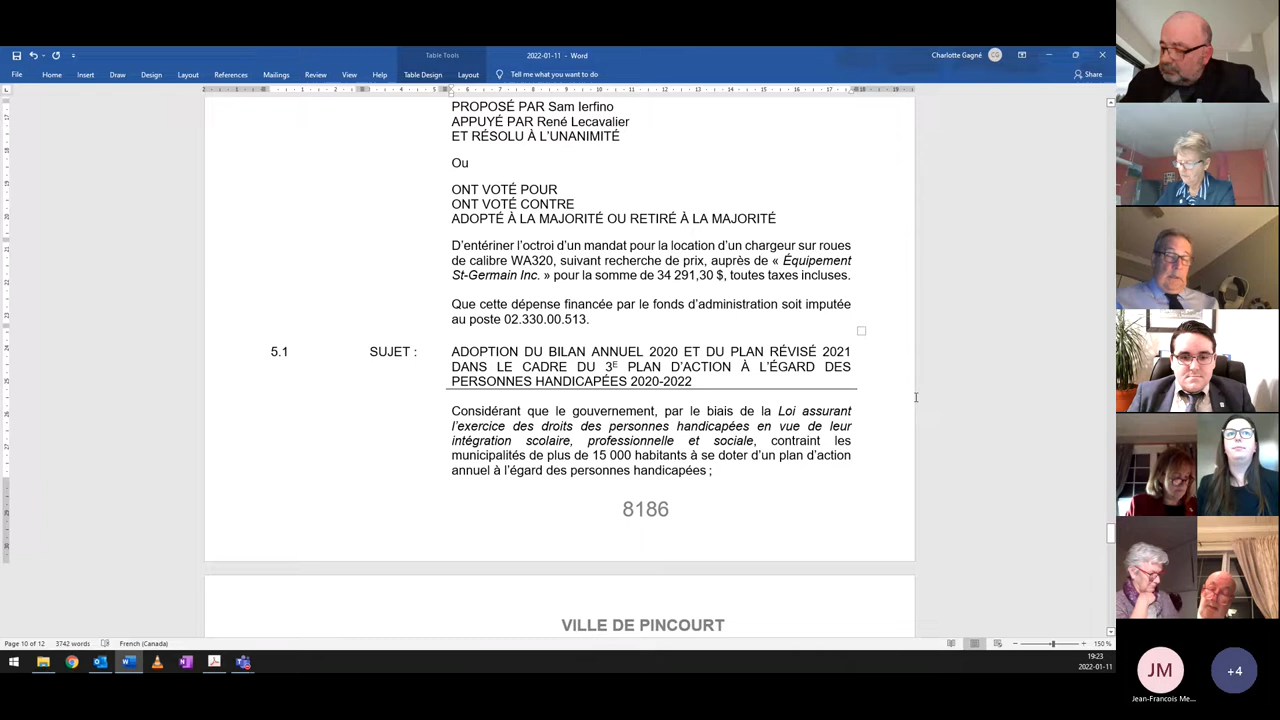 Table Tools
2022-01-11 - Word
Charlotte Gagné
CG
File Home Insert Draw Design Layout References Mailings Review View Help Table Design Layout Tell me what you want to do Share
PROPOSÉ PAR Sam Ierfino
APPUYÉ PAR René Lecavalier
ET RÉSOLU À L’UNANIMITÉ
Ou
ONT VOTÉ POUR
ONT VOTÉ CONTRE
ADOPTÉ À LA MAJORITÉ OU RETIRÉ À LA MAJORITÉ
D’entériner l’octroi d’un mandat pour la location d’un chargeur sur roues
de calibre WA320, suivant recherche de prix, auprès de « Équipement
St-Germain Inc. » pour la somme de 34 291,30 $, toutes taxes incluses.
Que cette dépense financée par le fonds d’administration soit imputée
au poste 02.330.00.513.
5.1 SUJET : ADOPTION DU BILAN ANNUEL 2020 ET DU PLAN RÉVISÉ 2021
DANS LE CADRE DU 3E PLAN D’ACTION À L’ÉGARD DES
PERSONNES HANDICAPÉES 2020-2022
Considérant que le gouvernement, par le biais de la Loi assurant
l’exercice des droits des personnes handicapées en vue de leur
intégration scolaire, professionnelle et sociale, contraint les
municipalités de plus de 15 000 habitants à se doter d’un plan d’action
annuel à l’égard des personnes handicapées ;
8186
VILLE DE PINCOURT
Page 10 of 12 3742 words French (Canada) 150 %
19:23
2022-01-11
JM
Jean-Francois Me...
+4